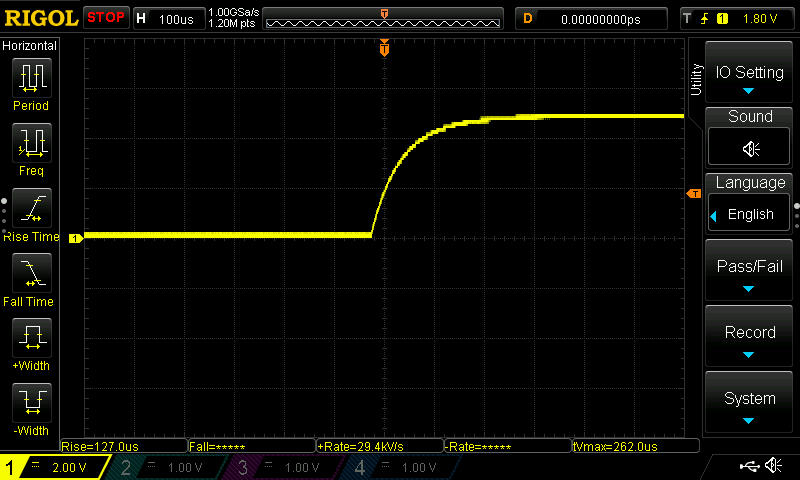 RIGOL STOP H 100us 1.00GSa/s 1.20M pts T D 0.00000000ps T 1 1.80 V
Horizontal
Period
Freq
Rise Time
Fall Time
+Width
-Width
T
T
1
Utility
IO Setting
Sound
Language
English
Pass/Fail
Record
System
Rise=127.0us Fall=***** +Rate=29.4kV/s -Rate=***** tVmax=262.0us
1 2.00 V 2 1.00 V 3 1.00 V 4 1.00 V